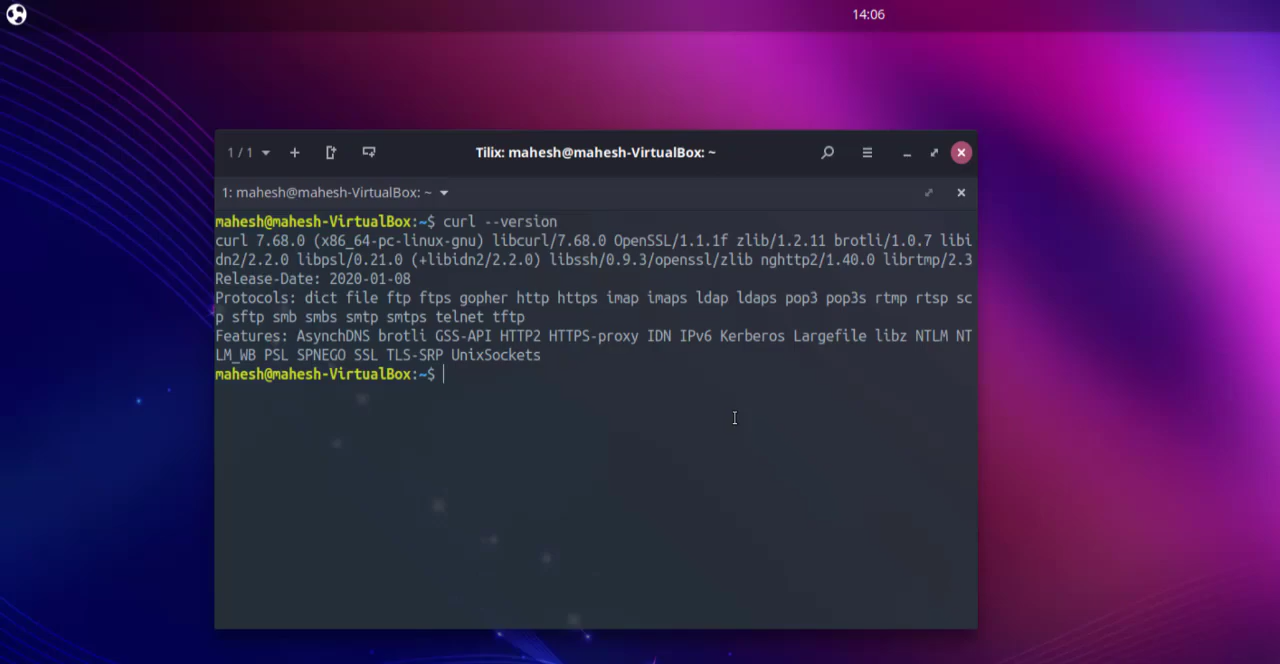 14:06
1 / 1
Tilix: mahesh@mahesh-VirtualBox: ~
1: mahesh@mahesh-VirtualBox: ~
mahesh@mahesh-VirtualBox:~$ curl --version
curl 7.68.0 (x86_64-pc-linux-gnu) libcurl/7.68.0 OpenSSL/1.1.1f zlib/1.2.11 brotli/1.0.7 libi
dn2/2.2.0 libpsl/0.21.0 (+libidn2/2.2.0) libssh/0.9.3/openssl/zlib nghttp2/1.40.0 librtmp/2.3
Release-Date: 2020-01-08
Protocols: dict file ftp ftps gopher http https imap imaps ldap ldaps pop3 pop3s rtmp rtsp sc
p sftp smb smbs smtp smtps telnet tftp
Features: AsynchDNS brotli GSS-API HTTP2 HTTPS-proxy IDN IPv6 Kerberos Largefile libz NTLM NT
LM_WB PSL SPNEGO SSL TLS-SRP UnixSockets
mahesh@mahesh-VirtualBox:~$